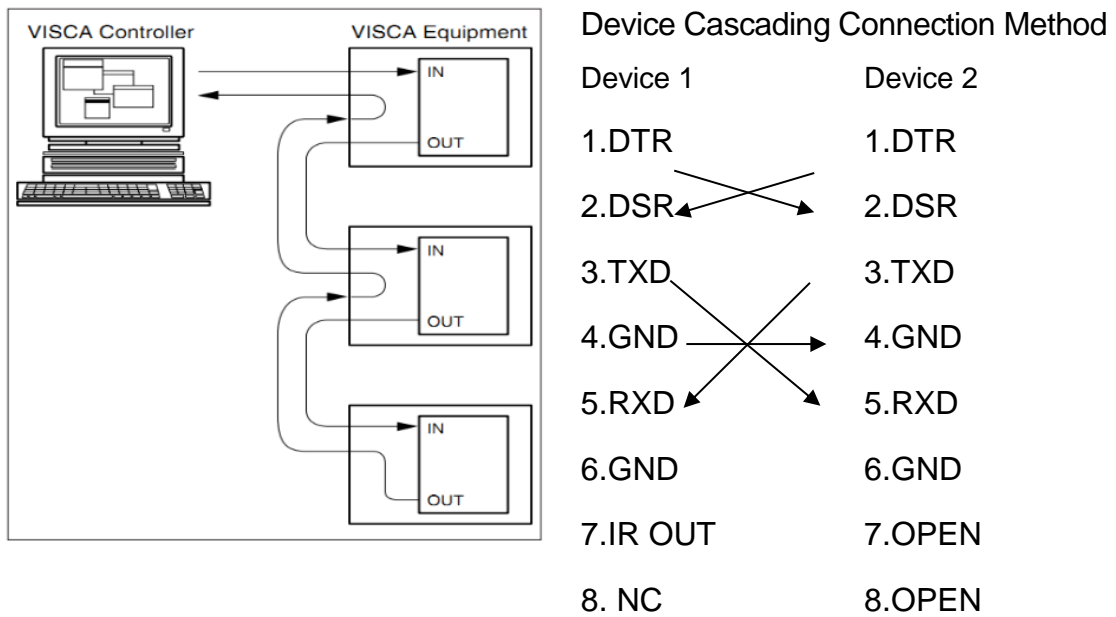 VISCA Controller
VISCA Equipment
IN
OUT
IN
OUT
IN
OUT
Device Cascading Connection Method
Device 1 Device 2
1.DTR 1.DTR
2.DSR 2.DSR
3.TXD 3.TXD
4.GND 4.GND
5.RXD 5.RXD
6.GND 6.GND
7.IR OUT 7.OPEN
8. NC 8.OPEN